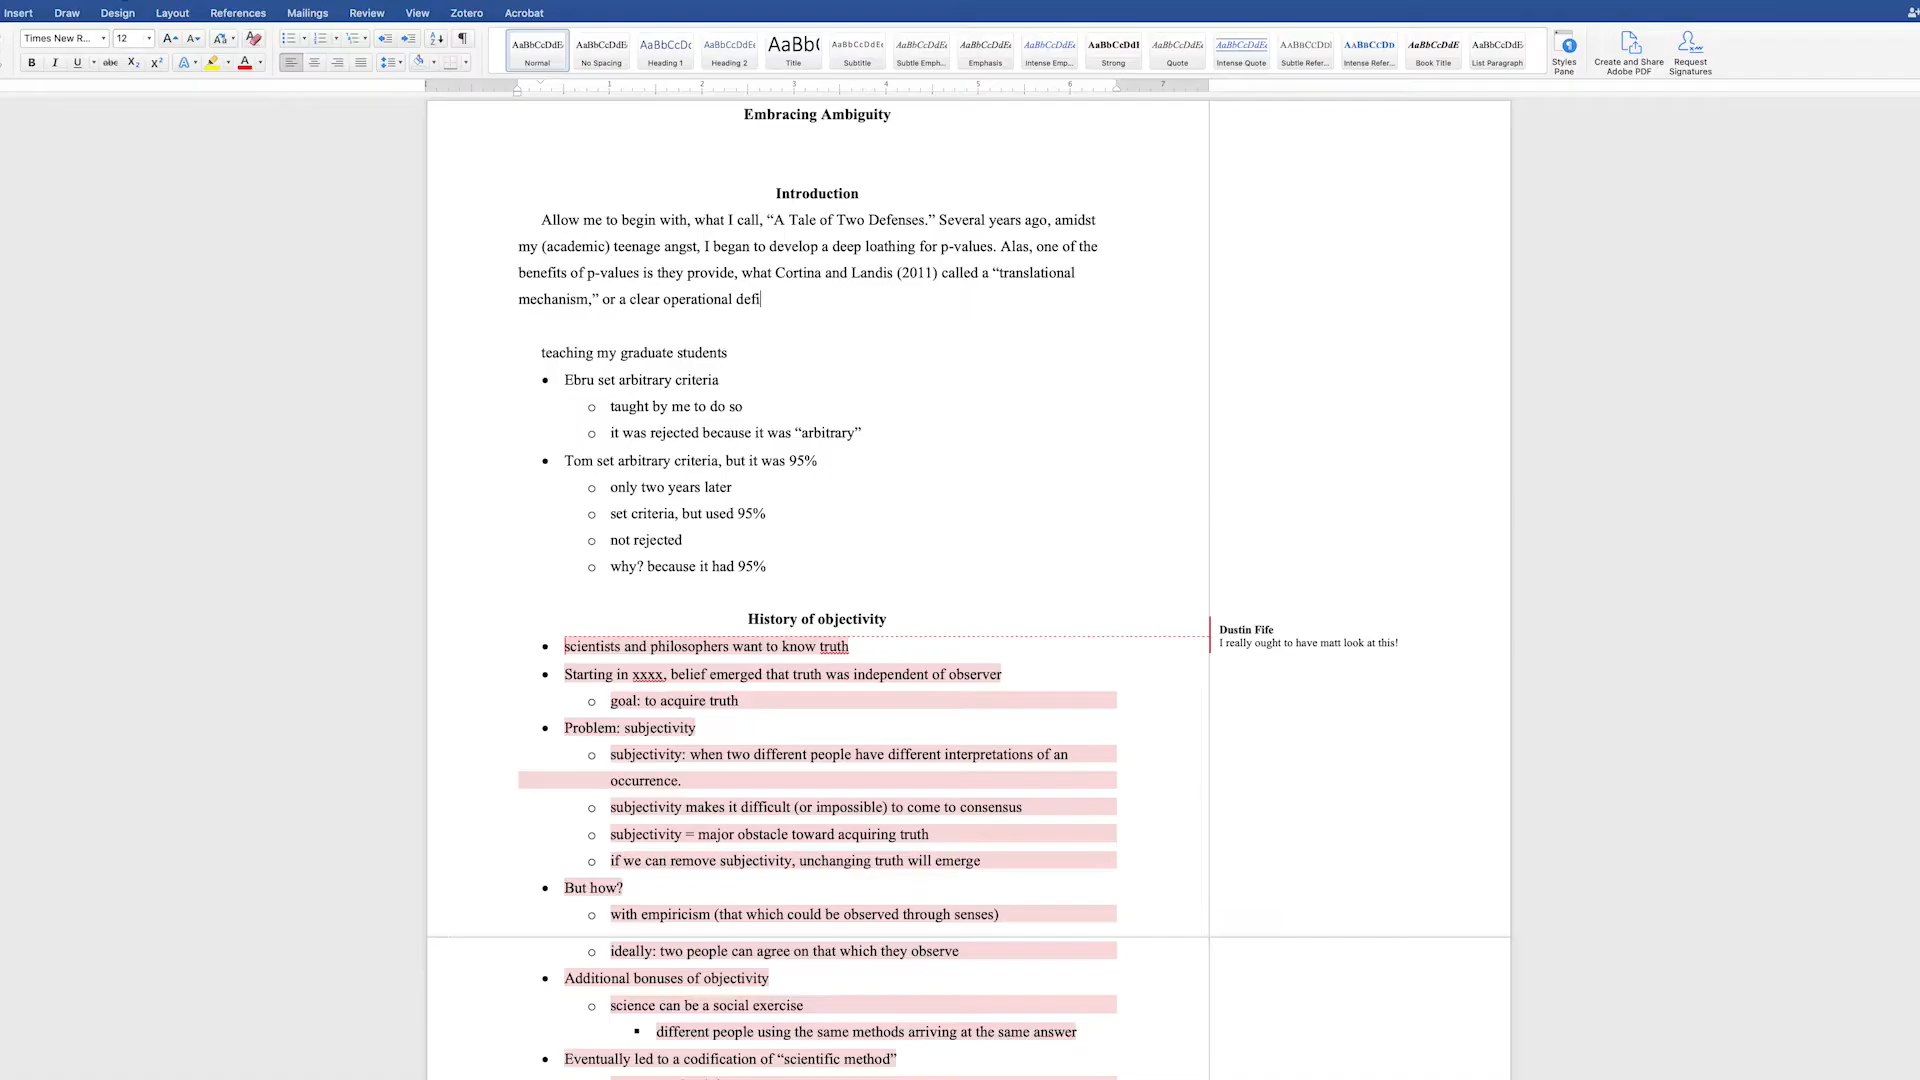 Insert Draw Design Layout References Mailings Review View Zotero Acrobat
Times New R... 12
AaBbCcDdE AaBbCcDdE AaBbCcDc AaBbCcDdE AaBb( AaBbCcDdEe AaBbCcDdEe AaBbCcDdEe AaBbCcDdEe AaBbCcDdI AaBbCcDdEe AaBbCcDdEe AaBbCcDdI AaBbCcDd AaBbCcDdE AaBbCcDdE
Normal No Spacing Heading 1 Heading 2 Title Subtitle Subtle Emph... Emphasis Intense Emp... Strong Quote Intense Quote Subtle Refer... Intense Refer... Book Title List Paragraph
Styles Pane
Create and Share Adobe PDF
Request Signatures
B I U abc X₂ X² A A
1 2 3 4 5 6 7
Embracing Ambiguity
Introduction
Allow me to begin with, what I call, “A Tale of Two Defenses.” Several years ago, amidst
my (academic) teenage angst, I began to develop a deep loathing for p-values. Alas, one of the
benefits of p-values is they provide, what Cortina and Landis (2011) called a “translational
mechanism,” or a clear operational defi
teaching my graduate students
• Ebru set arbitrary criteria
o taught by me to do so
o it was rejected because it was “arbitrary”
• Tom set arbitrary criteria, but it was 95%
o only two years later
o set criteria, but used 95%
o not rejected
o why? because it had 95%
History of objectivity
• scientists and philosophers want to know truth
Dustin Fife
I really ought to have matt look at this!
• Starting in xxxx, belief emerged that truth was independent of observer
o goal: to acquire truth
• Problem: subjectivity
o subjectivity: when two different people have different interpretations of an
occurrence.
o subjectivity makes it difficult (or impossible) to come to consensus
o subjectivity = major obstacle toward acquiring truth
o if we can remove subjectivity, unchanging truth will emerge
• But how?
o with empiricism (that which could be observed through senses)
o ideally: two people can agree on that which they observe
• Additional bonuses of objectivity
o science can be a social exercise
▪ different people using the same methods arriving at the same answer
• Eventually led to a codification of “scientific method”